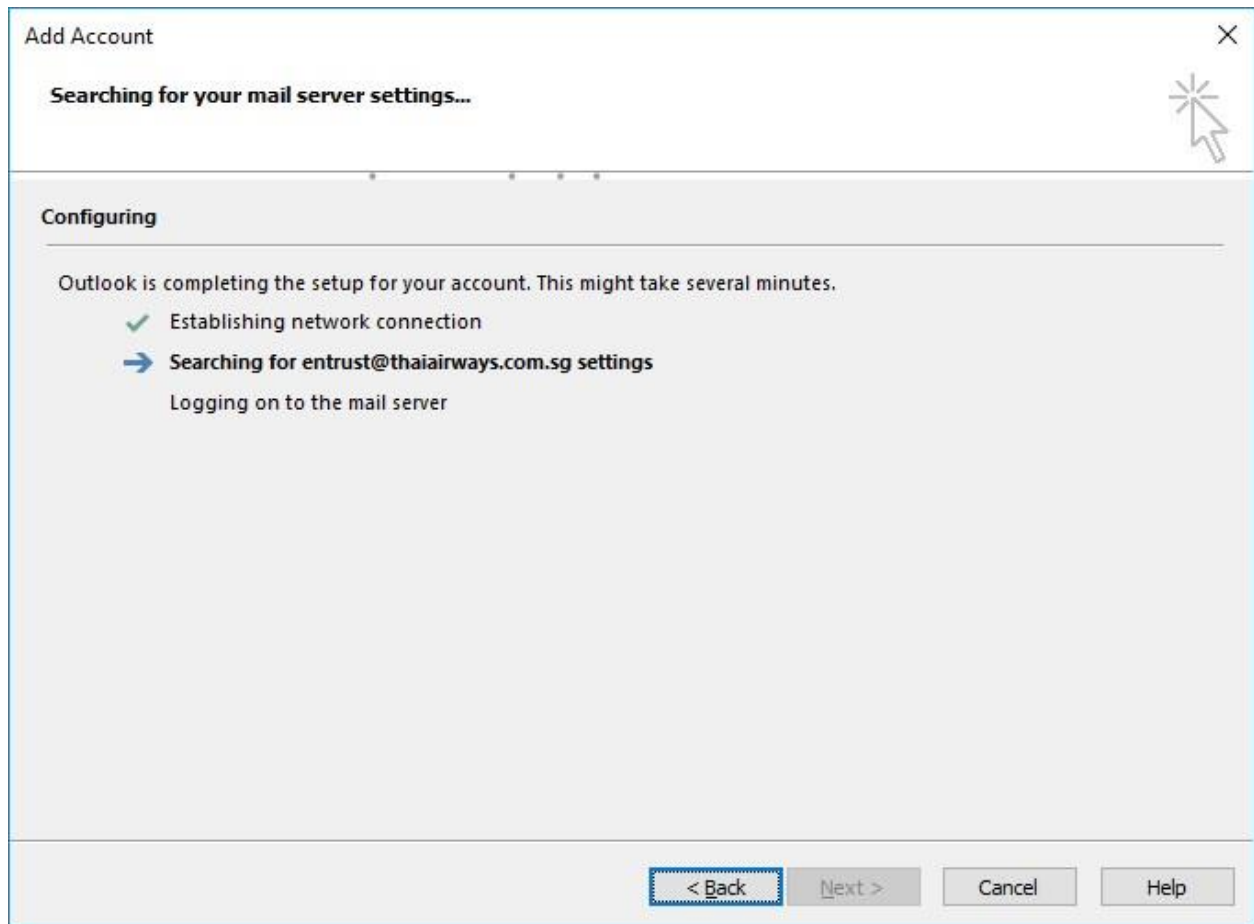 Add Account
Searching for your mail server settings...
Configuring
Outlook is completing the setup for your account. This might take several minutes.
Establishing network connection
Searching for entrust@thaiairways.com.sg settings
Logging on to the mail server
< Back
Next >
Cancel
Help